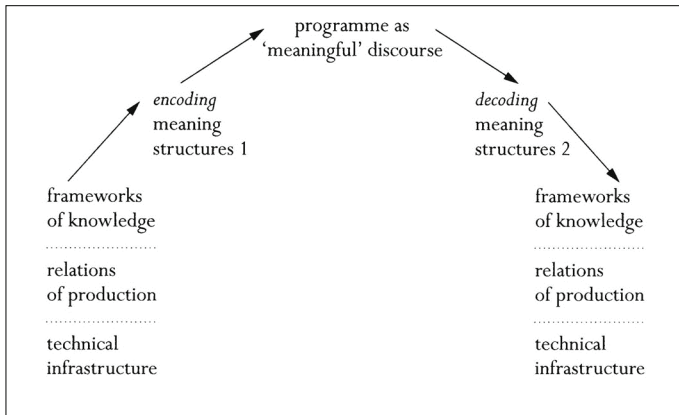 programme as
‘meaningful’ discourse
encoding
meaning
structures 1
decoding
meaning
structures 2
frameworks
of knowledge
relations
of production
technical
infrastructure
frameworks
of knowledge
relations
of production
technical
infrastructure